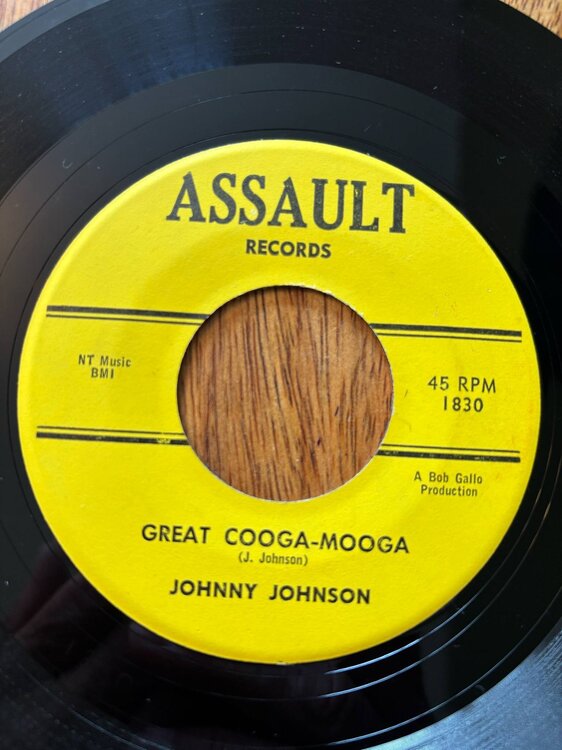 ASSAULT
RECORDS
NT Music
BMI
45 RPM
1830
A Bob Gallo
Production
GREAT COOGA-MOOGA
(J. Johnson)
JOHNNY JOHNSON